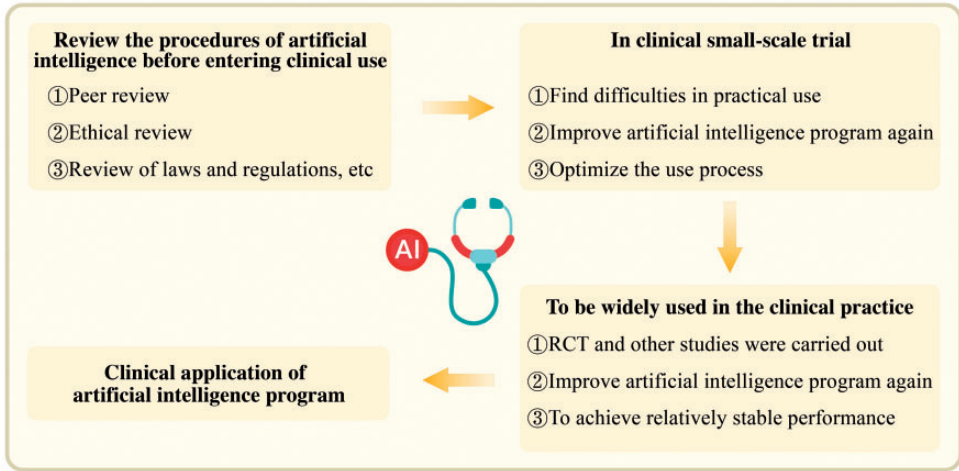 Review the procedures of artificial
intelligence before entering clinical use
①Peer review
②Ethical review
③Review of laws and regulations, etc
In clinical small-scale trial
①Find difficulties in practical use
②Improve artificial intelligence program again
③Optimize the use process
AI
To be widely used in the clinical practice
①RCT and other studies were carried out
②Improve artificial intelligence program again
③To achieve relatively stable performance
Clinical application of
artificial intelligence program